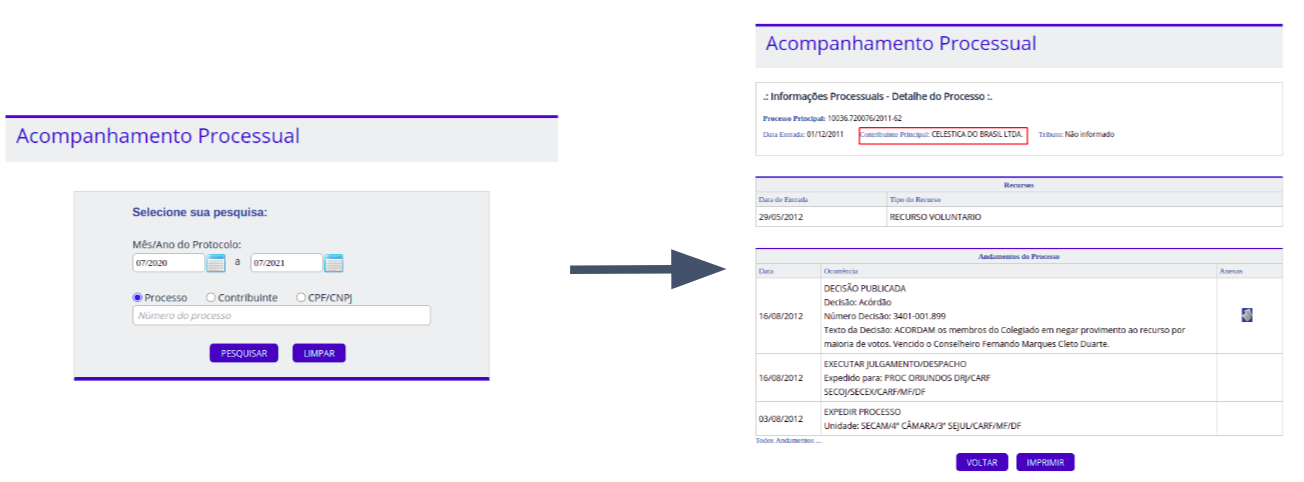 Acompanhamento Processual
Selecione sua pesquisa:
Mês/Ano do Protocolo:
07/2020 a 07/2021
Processo Contribuinte CPF/CNPJ
Número do processo
PESQUISAR LIMPAR
Acompanhamento Processual
.: Informações Processuais - Detalhe do Processo :.
Processo Principal: 10036.720076/2011-62
Data Entrada: 01/12/2011 Contribuinte Principal: CELESTICA DO BRASIL LTDA. Tributo: Não informado
Recursos
Data de Entrada Tipo do Recurso
29/05/2012 RECURSO VOLUNTARIO
Andamentos do Processo
Data Ocorrência Anexos
DECISÃO PUBLICADA
Decisão: Acórdão
16/08/2012 Número Decisão: 3401-001.899
Texto da Decisão: ACORDAM os membros do Colegiado em negar provimento ao recurso por
maioria de votos. Vencido o Conselheiro Fernando Marques Cleto Duarte.
EXECUTAR JULGAMENTO/DESPACHO
16/08/2012 Expedido para: PROC ORIUNDOS DRJ/CARF
SECOJ/SECEX/CARF/MF/DF
EXPEDIR PROCESSO
03/08/2012 Unidade: SECAM/4ª CÂMARA/3ª SEJUL/CARF/MF/DF
Todos Andamentos ...
VOLTAR IMPRIMIR